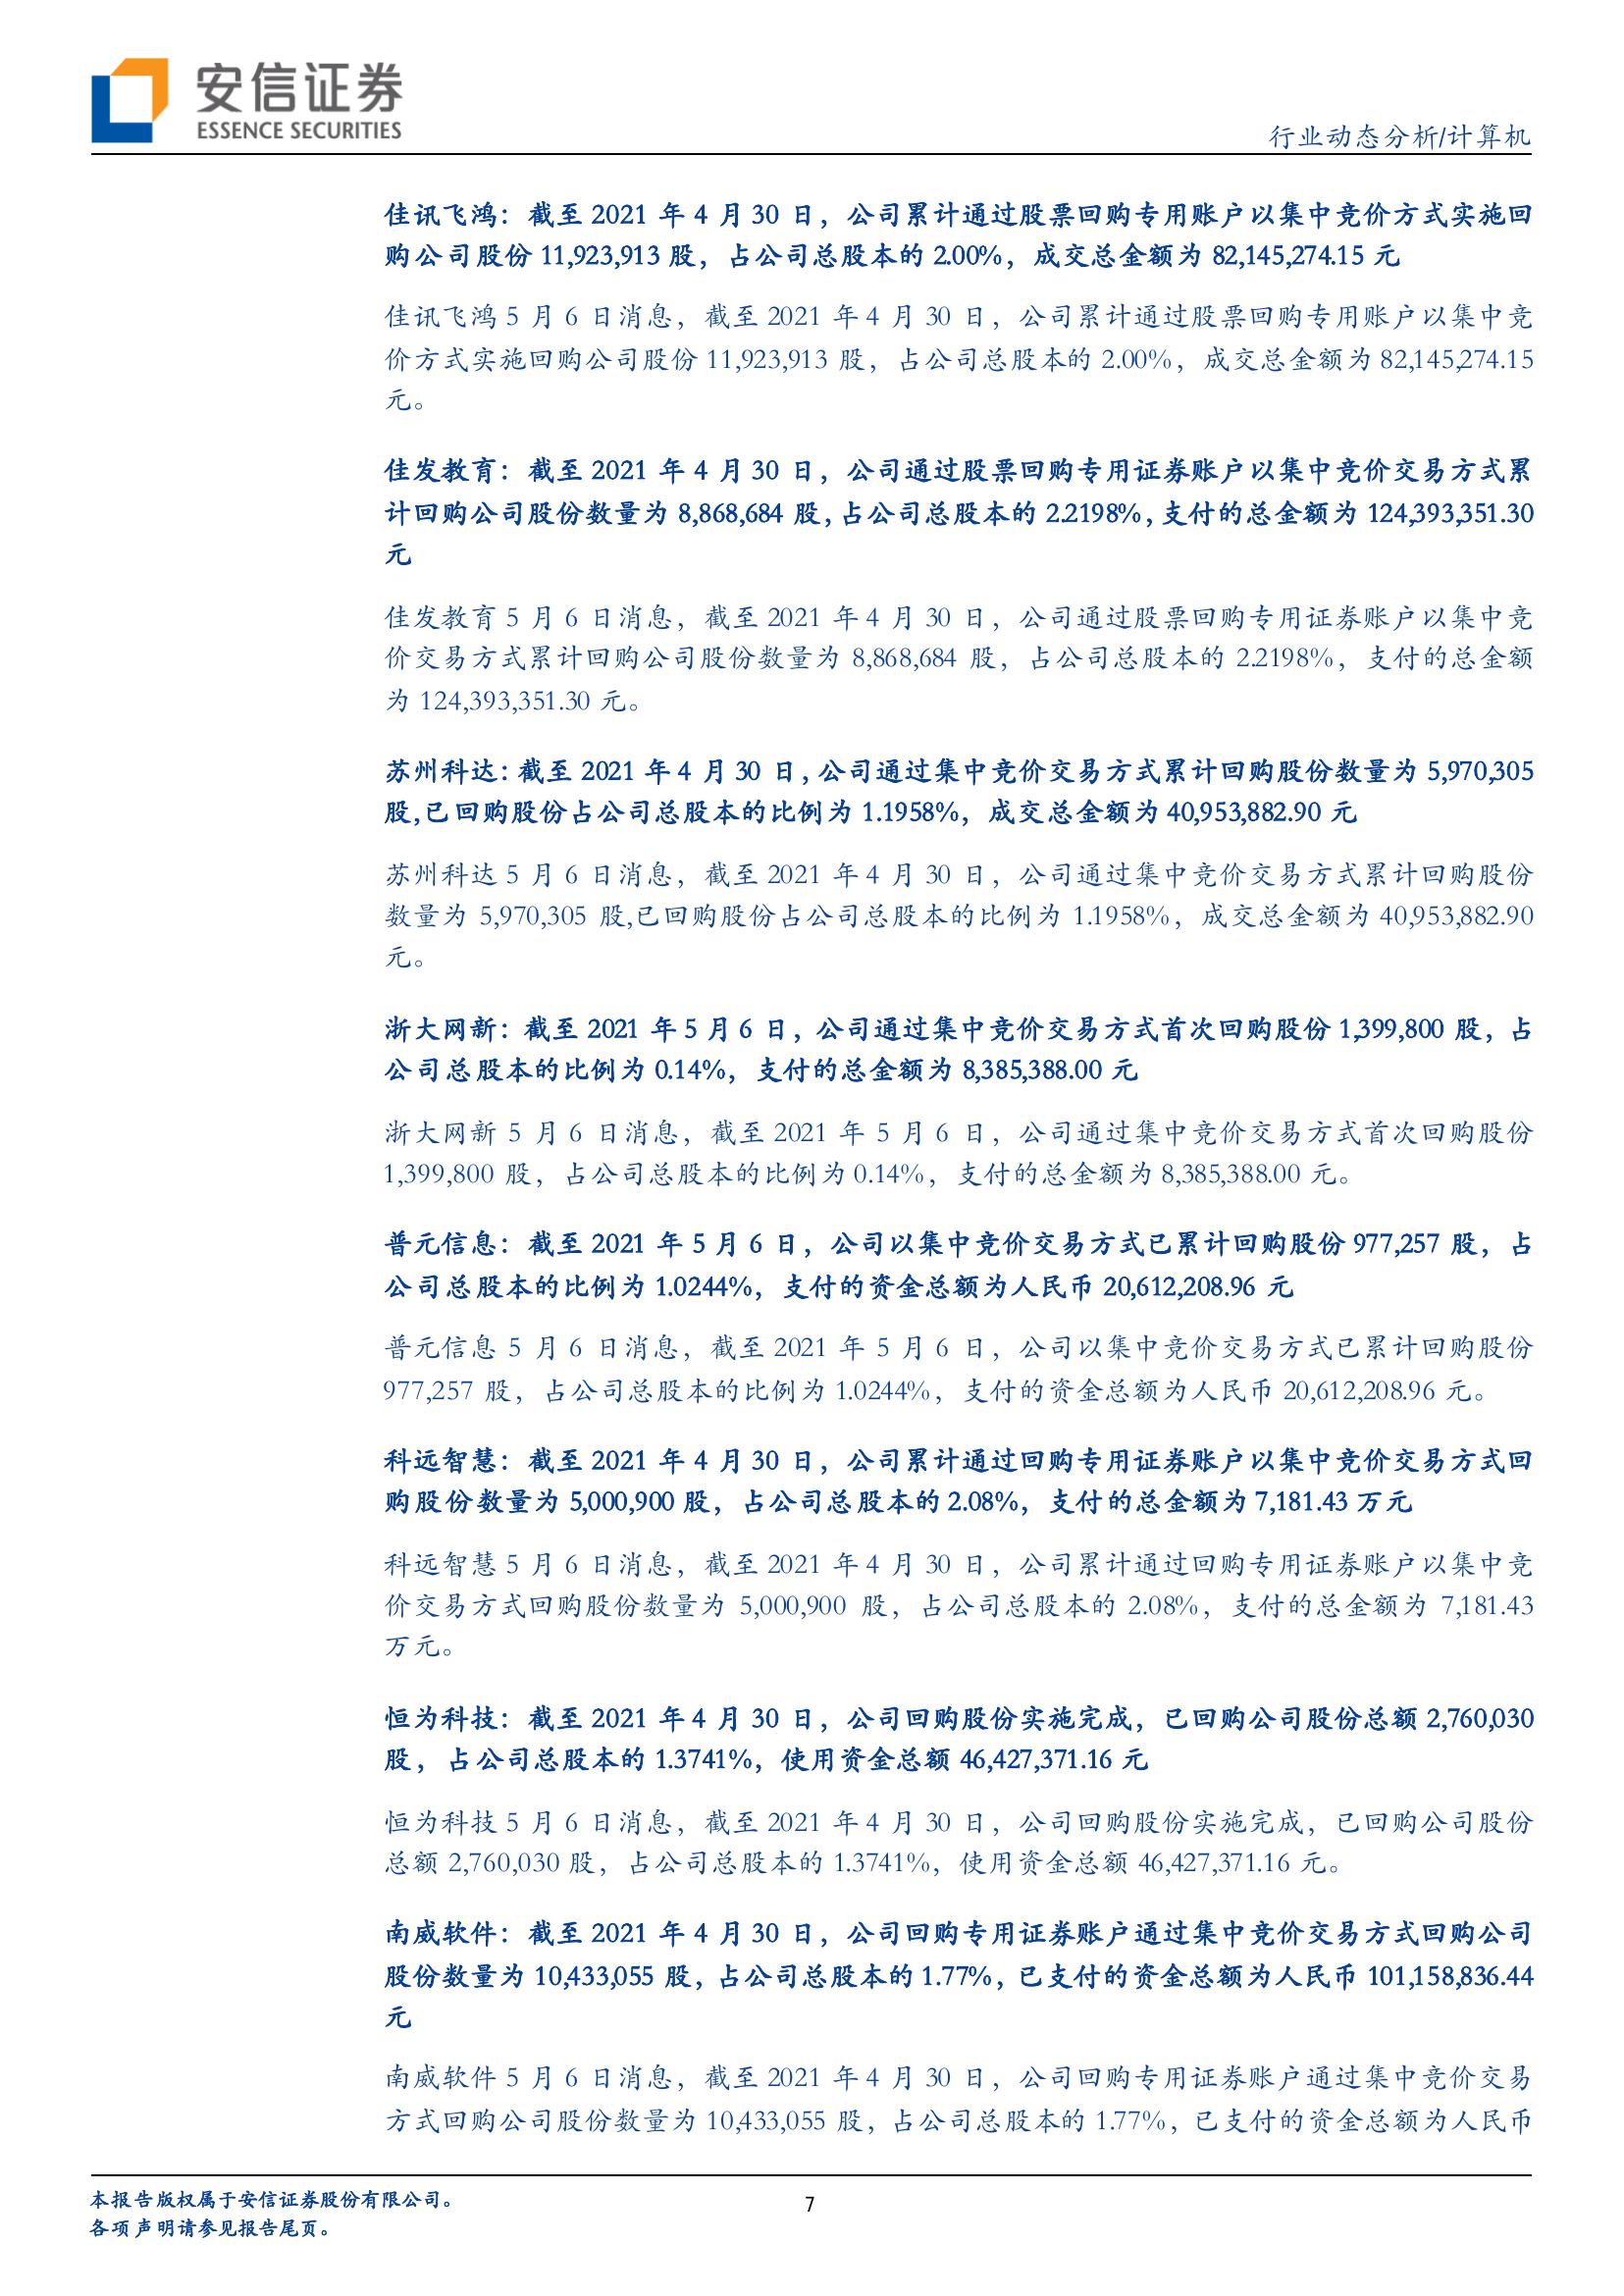 安信证券
ESSENCE SECURITIES
行业动态分析/计算机
佳讯飞鸿：截至 2021 年 4 月 30 日，公司累计通过股票回购专用账户以集中竞价方式实施回
购公司股份 11,923,913 股，占公司总股本的 2.00%，成交总金额为 82,145,274.15 元
佳讯飞鸿 5 月 6 日消息，截至 2021 年 4 月 30 日，公司累计通过股票回购专用账户以集中竞
价方式实施回购公司股份 11,923,913 股，占公司总股本的 2.00%，成交总金额为 82,145,274.15
元。
佳发教育：截至 2021 年 4 月 30 日，公司通过股票回购专用证券账户以集中竞价交易方式累
计回购公司股份数量为 8,868,684 股，占公司总股本的 2.2198%，支付的总金额为 124,393,351.30
元
佳发教育 5 月 6 日消息，截至 2021 年 4 月 30 日，公司通过股票回购专用证券账户以集中竞
价交易方式累计回购公司股份数量为 8,868,684 股，占公司总股本的 2.2198%，支付的总金额
为 124,393,351.30 元。
苏州科达：截至 2021 年 4 月 30 日，公司通过集中竞价交易方式累计回购股份数量为 5,970,305
股,已回购股份占公司总股本的比例为 1.1958%，成交总金额为 40,953,882.90 元
苏州科达 5 月 6 日消息，截至 2021 年 4 月 30 日，公司通过集中竞价交易方式累计回购股份
数量为 5,970,305 股,已回购股份占公司总股本的比例为 1.1958%，成交总金额为 40,953,882.90
元。
浙大网新：截至 2021 年 5 月 6 日，公司通过集中竞价交易方式首次回购股份 1,399,800 股，占
公司总股本的比例为 0.14%，支付的总金额为 8,385,388.00 元
浙大网新 5 月 6 日消息，截至 2021 年 5 月 6 日，公司通过集中竞价交易方式首次回购股份
1,399,800 股，占公司总股本的比例为 0.14%，支付的总金额为 8,385,388.00 元。
普元信息：截至 2021 年 5 月 6 日，公司以集中竞价交易方式已累计回购股份 977,257 股，占
公司总股本的比例为 1.0244%，支付的资金总额为人民币 20,612,208.96 元
普元信息 5 月 6 日消息，截至 2021 年 5 月 6 日，公司以集中竞价交易方式已累计回购股份
977,257 股，占公司总股本的比例为 1.0244%，支付的资金总额为人民币 20,612,208.96 元。
科远智慧：截至 2021 年 4 月 30 日，公司累计通过回购专用证券账户以集中竞价交易方式回
购股份数量为 5,000,900 股，占公司总股本的 2.08%，支付的总金额为 7,181.43 万元
科远智慧 5 月 6 日消息，截至 2021 年 4 月 30 日，公司累计通过回购专用证券账户以集中竞
价交易方式回购股份数量为 5,000,900 股，占公司总股本的 2.08%，支付的总金额为 7,181.43
万元。
恒为科技：截至 2021 年 4 月 30 日，公司回购股份实施完成，已回购公司股份总额 2,760,030
股，占公司总股本的 1.3741%，使用资金总额 46,427,371.16 元
恒为科技 5 月 6 日消息，截至 2021 年 4 月 30 日，公司回购股份实施完成，已回购公司股份
总额 2,760,030 股，占公司总股本的 1.3741%，使用资金总额 46,427,371.16 元。
南威软件：截至 2021 年 4 月 30 日，公司回购专用证券账户通过集中竞价交易方式回购公司
股份数量为 10,433,055 股，占公司总股本的 1.77%，已支付的资金总额为人民币 101,158,836.44
元
南威软件 5 月 6 日消息，截至 2021 年 4 月 30 日，公司回购专用证券账户通过集中竞价交易
方式回购公司股份数量为 10,433,055 股，占公司总股本的 1.77%，已支付的资金总额为人民币
本报告版权属于安信证券股份有限公司。
各项声明请参见报告尾页。
7